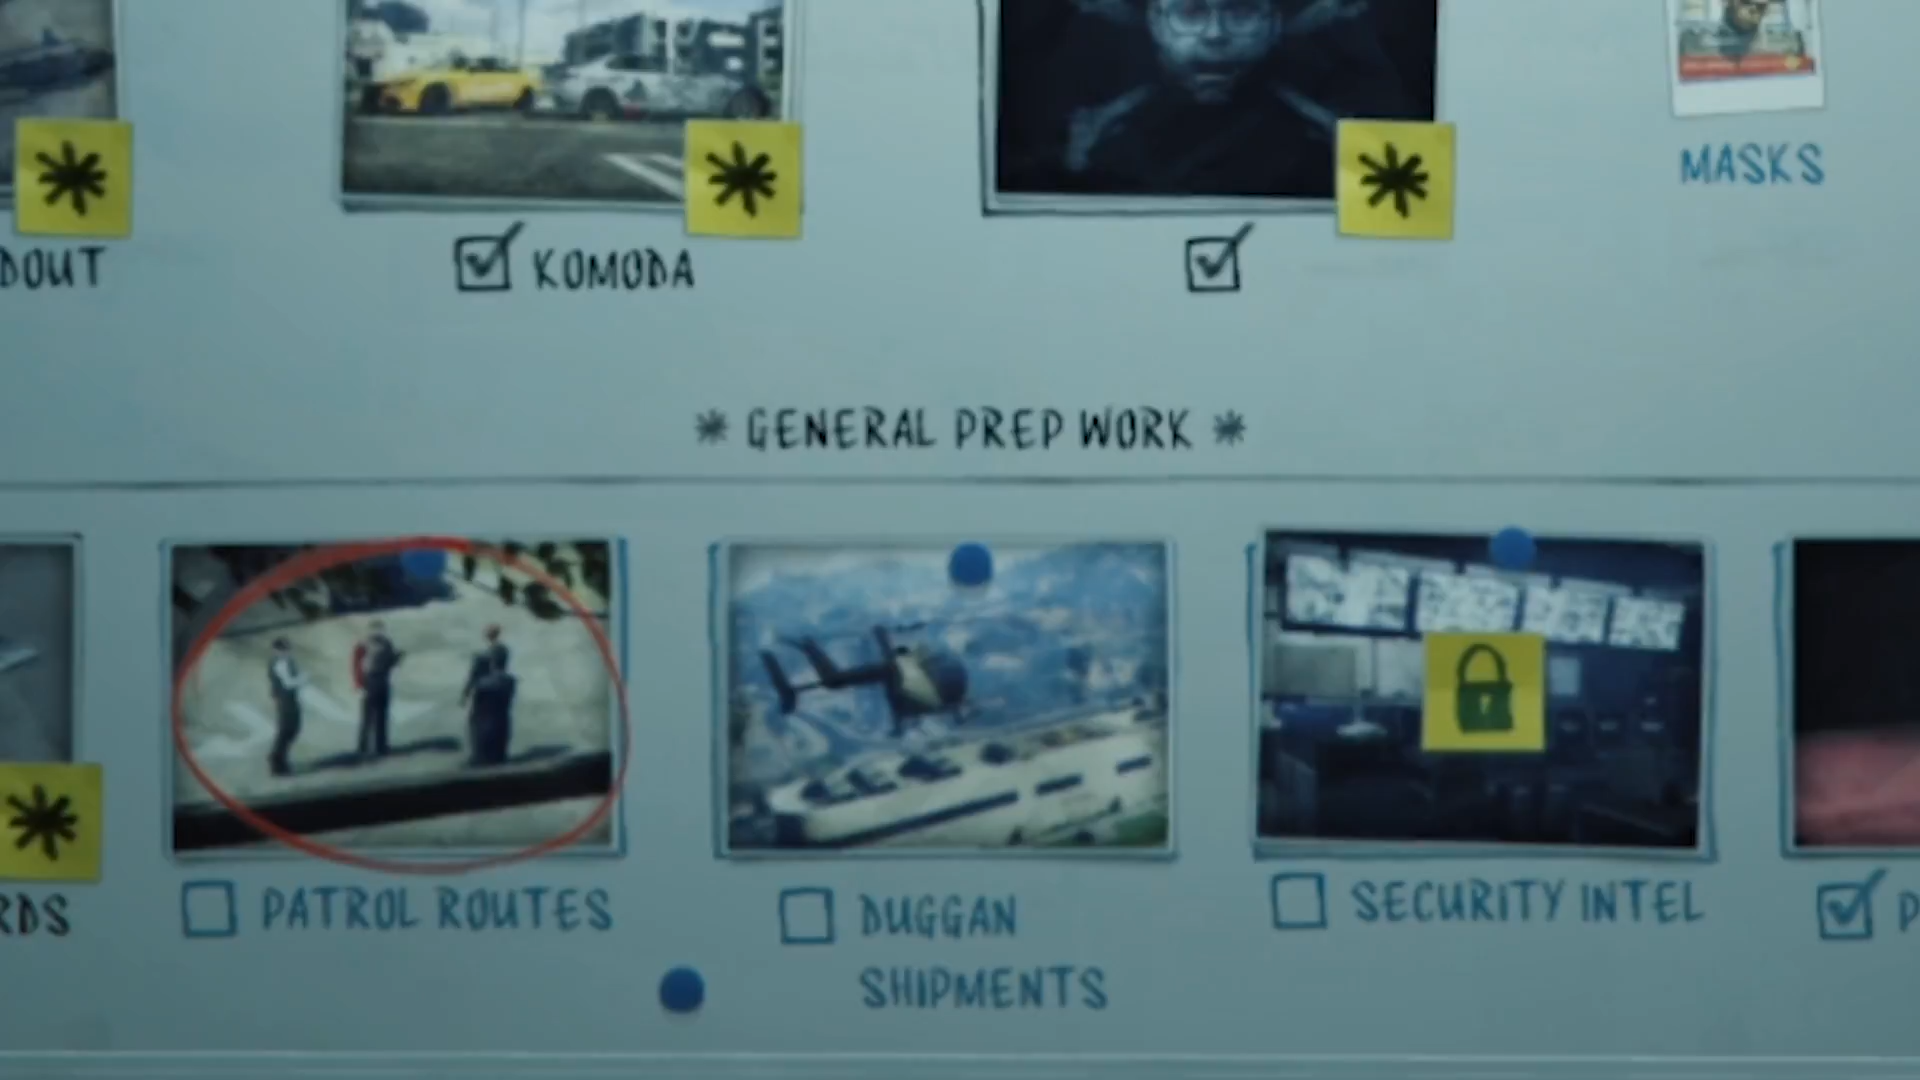 MASKS
DOUT
KOMODA
* GENERAL PREP WORK *
RDS
PATROL ROUTES
DUGGAN
SHIPMENTS
SECURITY INTEL
P